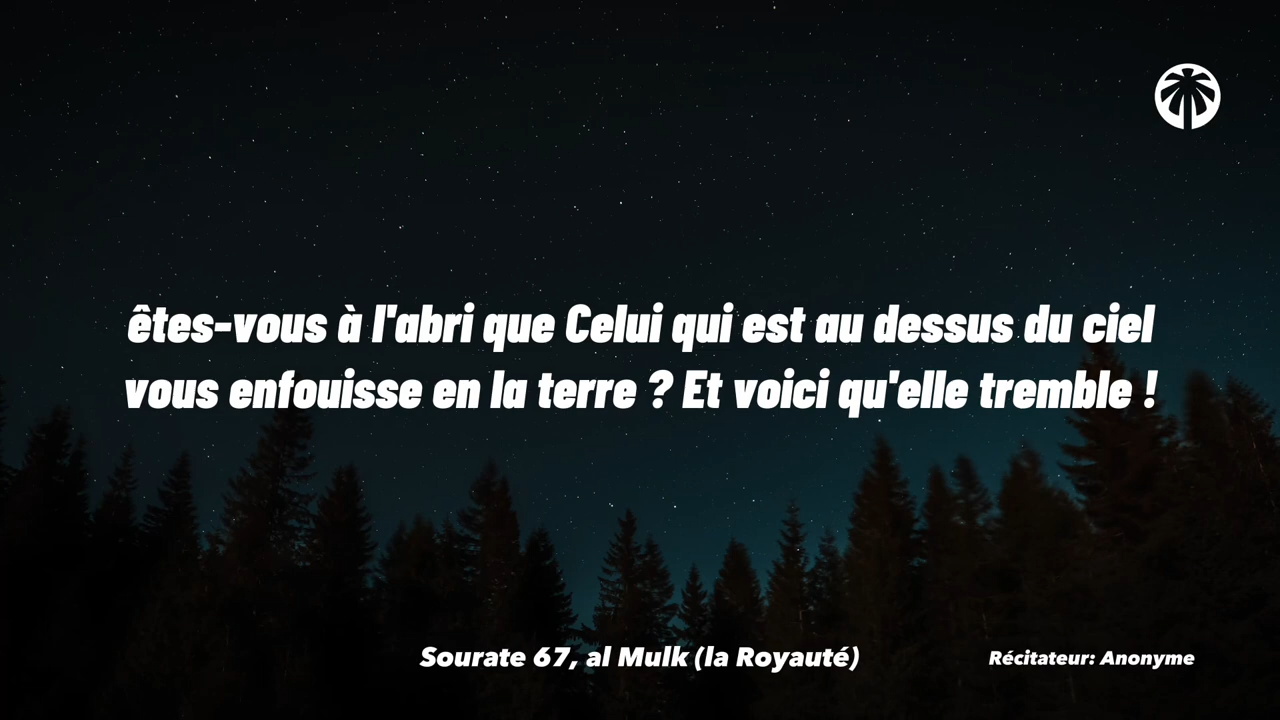 êtes-vous à l'abri que Celui qui est au dessus du ciel
vous enfouisse en la terre ? Et voici qu'elle tremble !
Sourate 67, al Mulk (la Royauté)
Récitateur: Anonyme